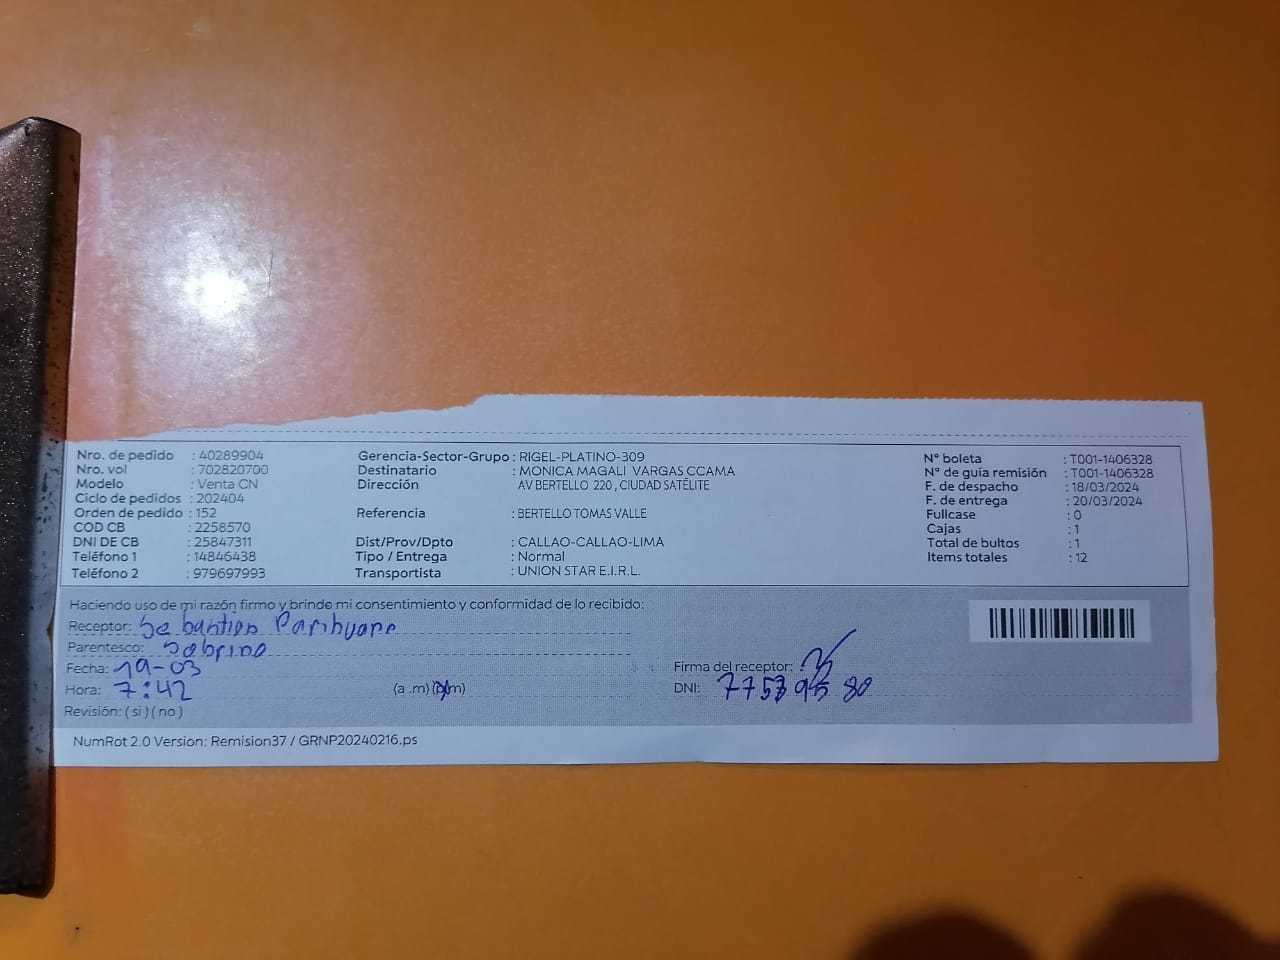 Nro. de pedido : 40289904
Nro. vol : 702820700
Modelo : Venta CN
Ciclo de pedidos : 202404
Orden de pedido : 152
COD CB : 2258570
DNI DE CB : 25847311
Teléfono 1 : 14846438
Teléfono 2 : 979697993
Gerencia-Sector-Grupo : RIGEL-PLATINO-309
Destinatario : MONICA MAGALI VARGAS CCAMA
Dirección AV BERTELLO 220 , CIUDAD SATÉLITE
Referencia : BERTELLO TOMAS VALLE
Dist/Prov/Dpto : CALLAO-CALLAO-LIMA
Tipo / Entrega : Normal
Transportista : UNION STAR E.I.R.L.
N° boleta : T001-1406328
N° de guía remisión : T001-1406328
F. de despacho : 18/03/2024
F. de entrega : 20/03/2024
Fullcase : 0
Cajas : 1
Total de bultos : 1
Items totales : 12
Haciendo uso de mi razón firmo y brindo mi consentimiento y conformidad de lo recibido:
Receptor: Sebantien
Parentesco: Sobrino
Fecha: 19-03
Hora: 7:42 (a .m) (p.m)
Revisión: ( si ) ( no )
Firma del receptor:
DNI:
NumRot 2.0 Version: Remision37 / GRNP20240216.ps